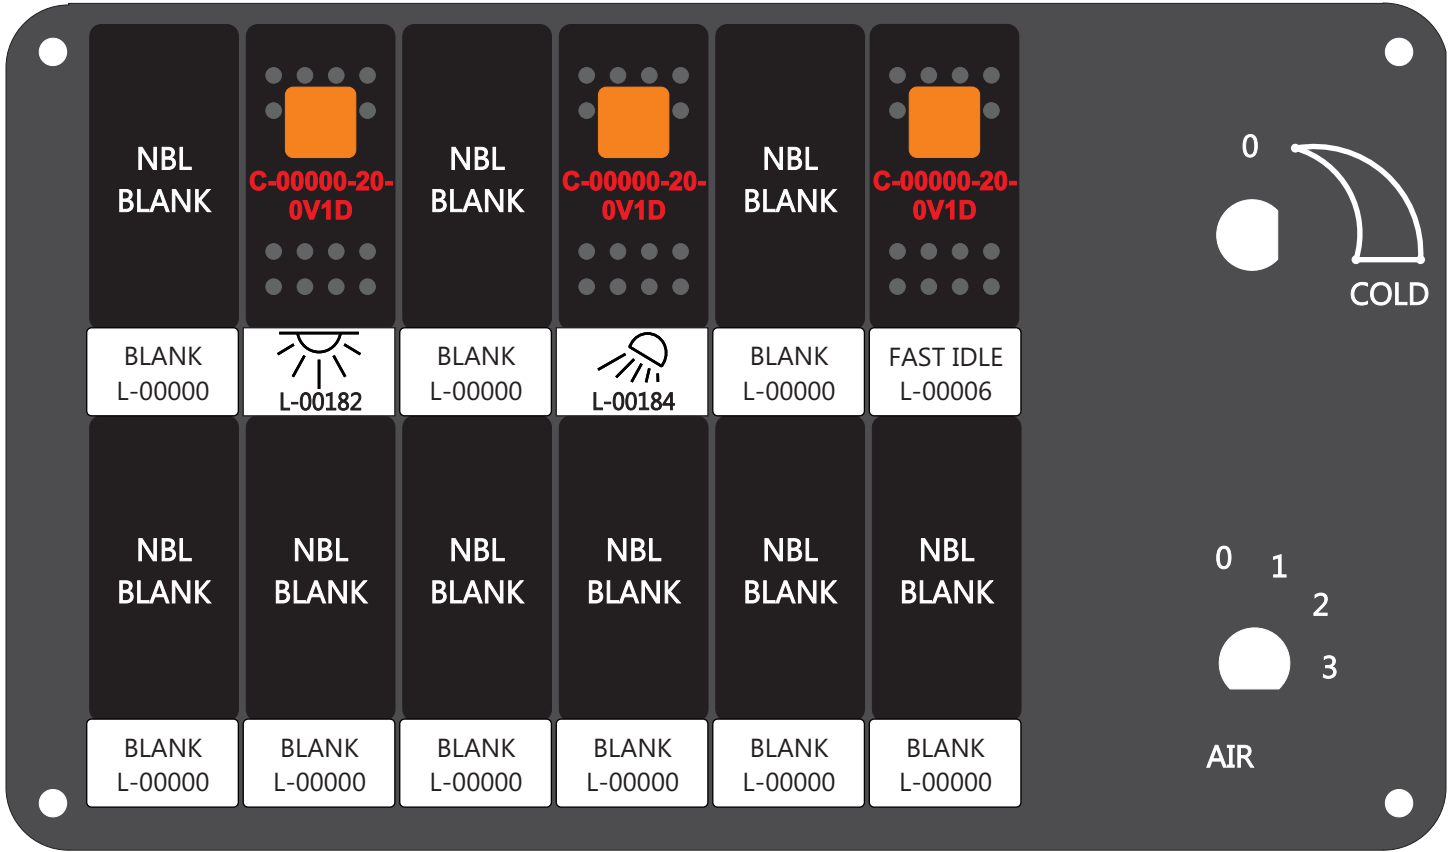 NBL
BLANK
C-00000-20-
0V1D
NBL
BLANK
C-00000-20-
0V1D
NBL
BLANK
C-00000-20-
0V1D
BLANK
L-00000
L-00182
BLANK
L-00000
L-00184
BLANK
L-00000
FAST IDLE
L-00006
0
COLD
NBL
BLANK
NBL
BLANK
NBL
BLANK
NBL
BLANK
NBL
BLANK
NBL
BLANK
BLANK
L-00000
BLANK
L-00000
BLANK
L-00000
BLANK
L-00000
BLANK
L-00000
BLANK
L-00000
0
1
2
3
AIR